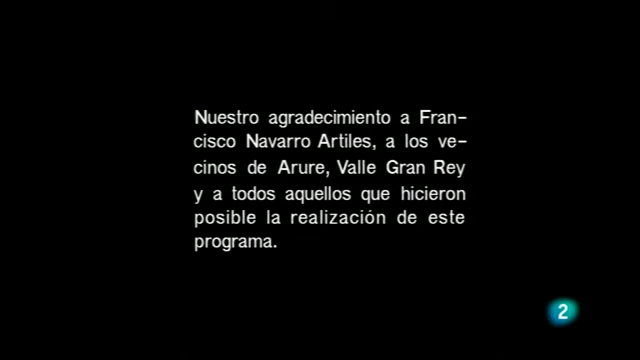 Nuestro agradecimiento a Fran-
cisco Navarro Artiles, a los ve-
cinos de Arure, Valle Gran Rey
y a todos aquellos que hicieron
posible la realización de este
programa.
2